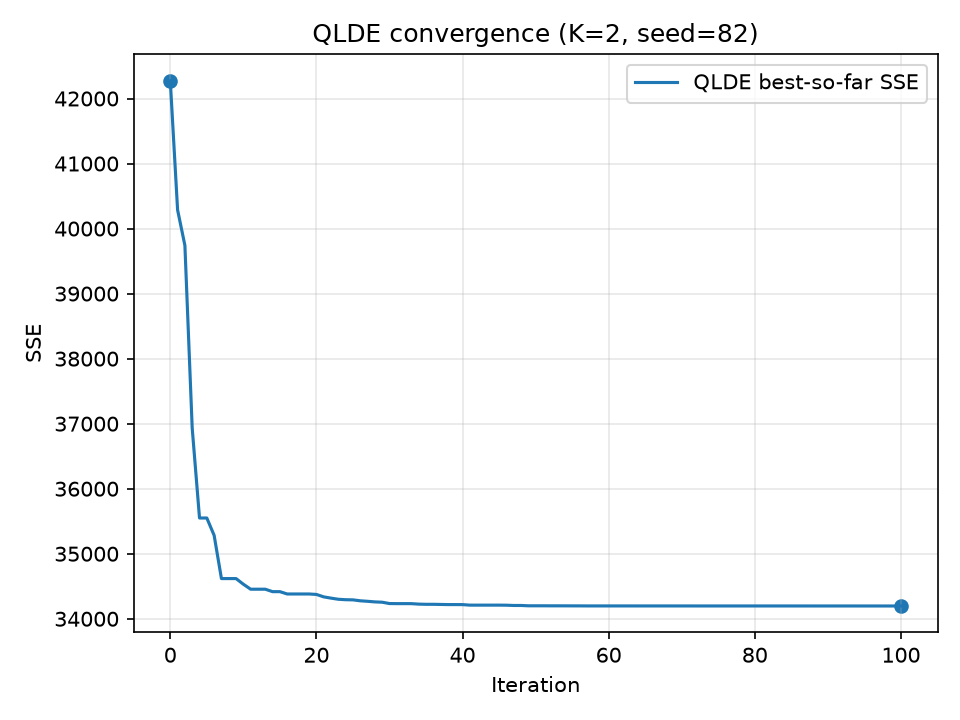 QLDE convergence (K=2, seed=82)
QLDE best-so-far SSE
42000
41000
40000
39000
38000
37000
36000
35000
34000
SSE
0 20 40 60 80 100
Iteration